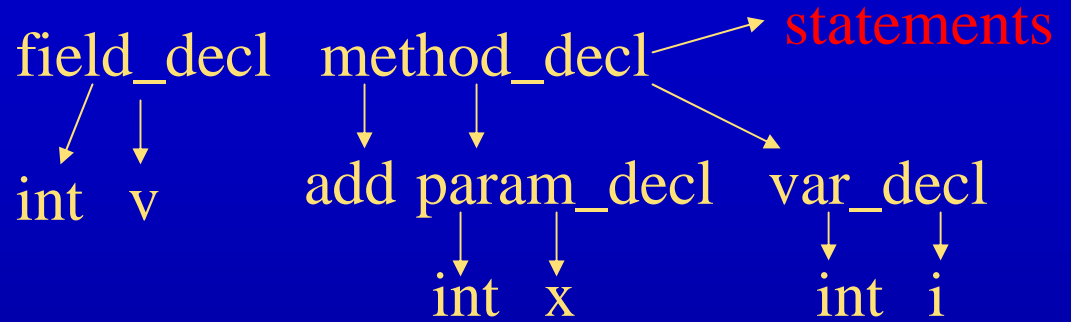 statements
field_decl method_decl
int v add param_decl var_decl
int x int i